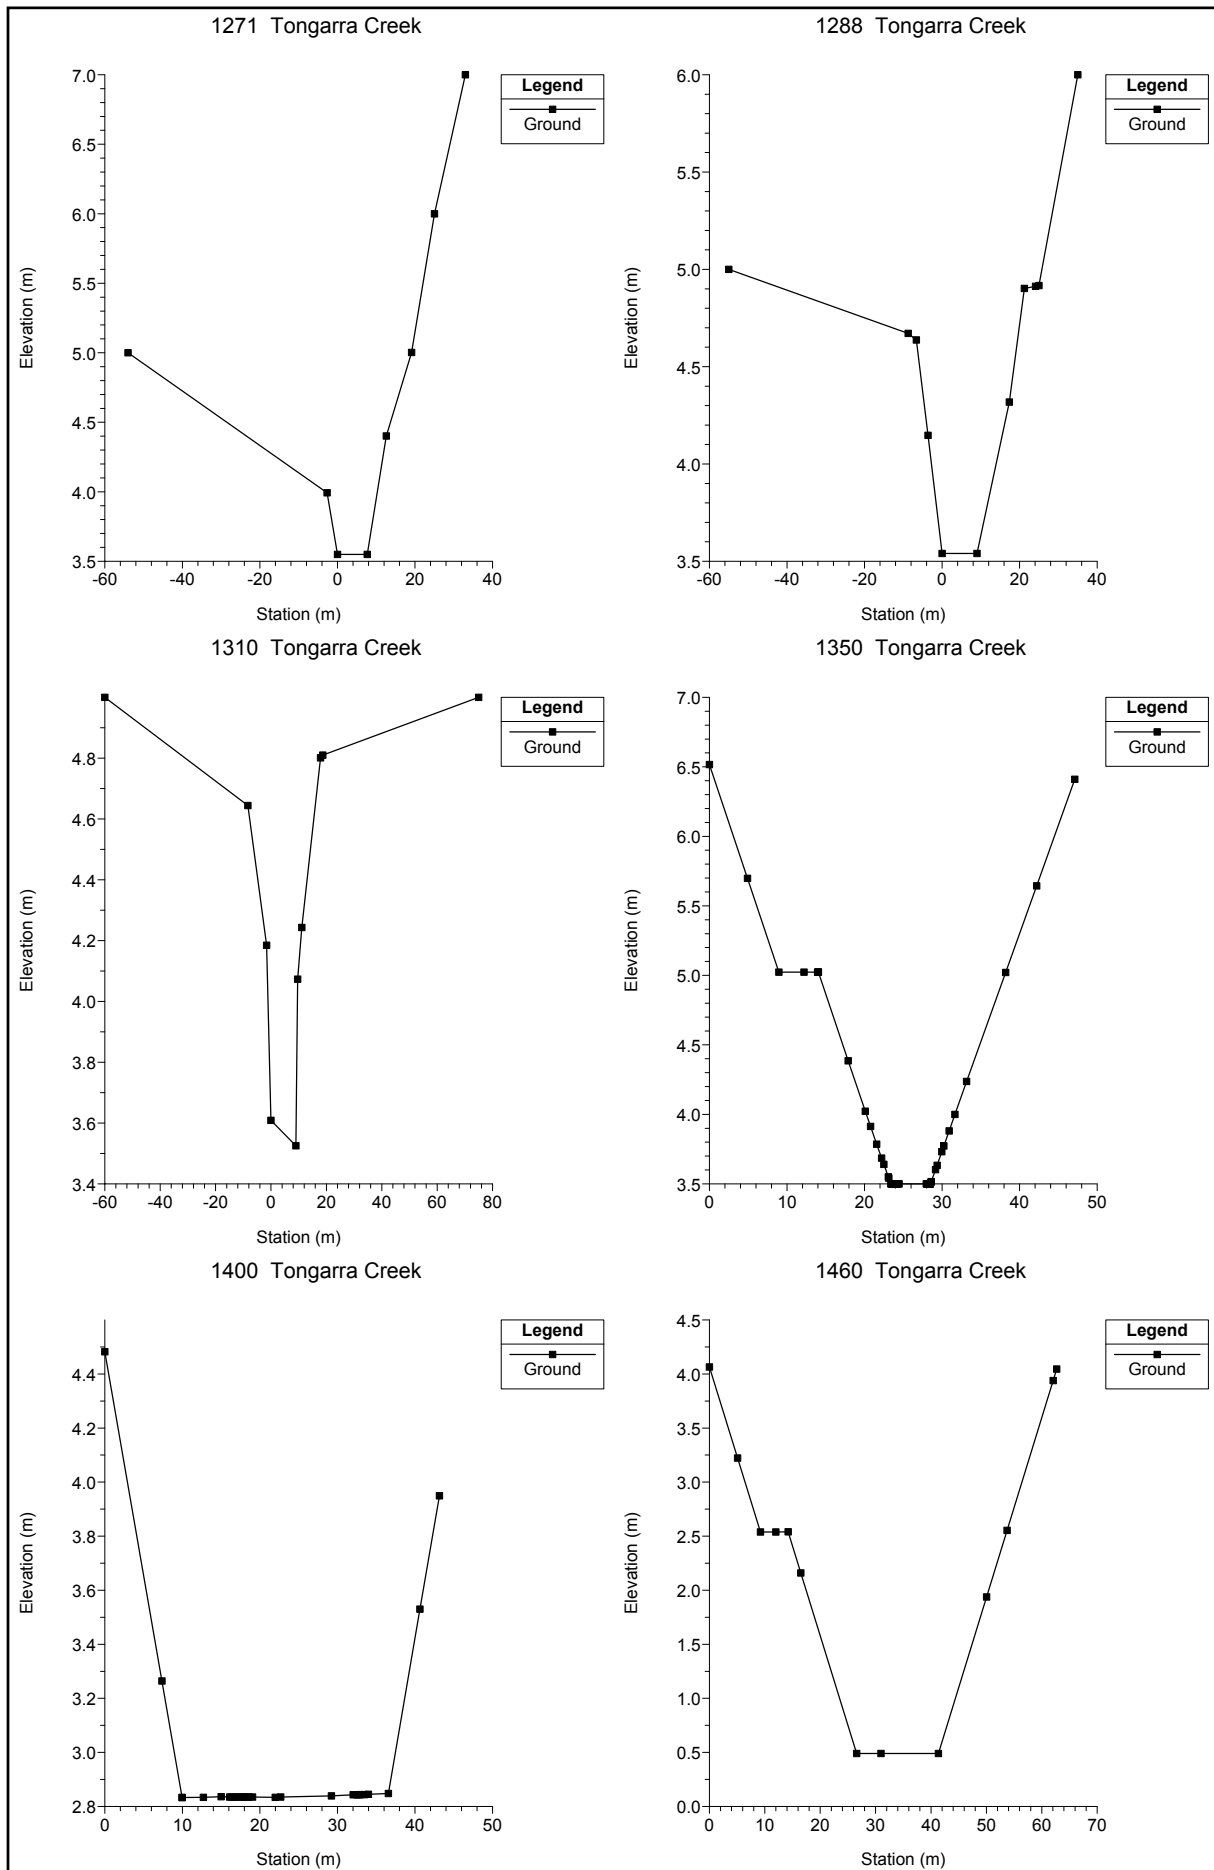 1271 Tongarra Creek
Legend
Ground
7.0
6.5
6.0
5.5
5.0
4.5
4.0
3.5
Elevation (m)
-60 -40 -20 0 20 40
Station (m)
1288 Tongarra Creek
Legend
Ground
6.0
5.5
5.0
4.5
4.0
3.5
Elevation (m)
-60 -40 -20 0 20 40
Station (m)
1310 Tongarra Creek
Legend
Ground
4.8
4.6
4.4
4.2
4.0
3.8
3.6
3.4
Elevation (m)
-60 -40 -20 0 20 40 60 80
Station (m)
1350 Tongarra Creek
Legend
Ground
7.0
6.5
6.0
5.5
5.0
4.5
4.0
3.5
Elevation (m)
0 10 20 30 40 50
Station (m)
1400 Tongarra Creek
Legend
Ground
4.4
4.2
4.0
3.8
3.6
3.4
3.2
3.0
2.8
Elevation (m)
0 10 20 30 40 50
Station (m)
1460 Tongarra Creek
Legend
Ground
4.5
4.0
3.5
3.0
2.5
2.0
1.5
1.0
0.5
0.0
Elevation (m)
0 10 20 30 40 50 60 70
Station (m)